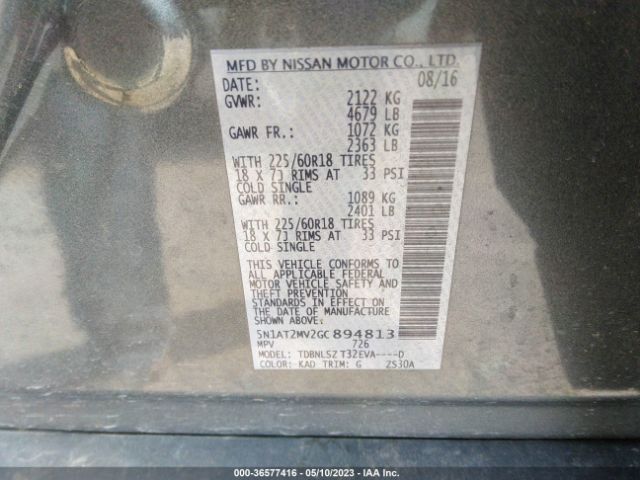 MFD BY NISSAN MOTOR CO., LTD.
DATE: 08/16
GVWR: 2122 KG
4679 LB
GAWR FR.: 1072 KG
2363 LB
WITH 225/60R18 TIRES
18 X 7J RIMS AT 33 PSI
COLD SINGLE
GAWR RR.: 1089 KG
2401 LB
WITH 225/60R18 TIRES
18 X 7J RIMS AT 33 PSI
COLD SINGLE
THIS VEHICLE CONFORMS TO
ALL APPLICABLE FEDERAL
MOTOR VEHICLE SAFETY AND
THEFT PREVENTION
STANDARDS IN EFFECT ON
THE DATE OF MANUFACTURE
SHOWN ABOVE.
5N1AT2MV2GC894813
MPV 726
MODEL: TDBNLSZ T32EVA----D
COLOR: KAD TRIM: G ZS30A
000-36577416 - 05/10/2023 - IAA Inc.